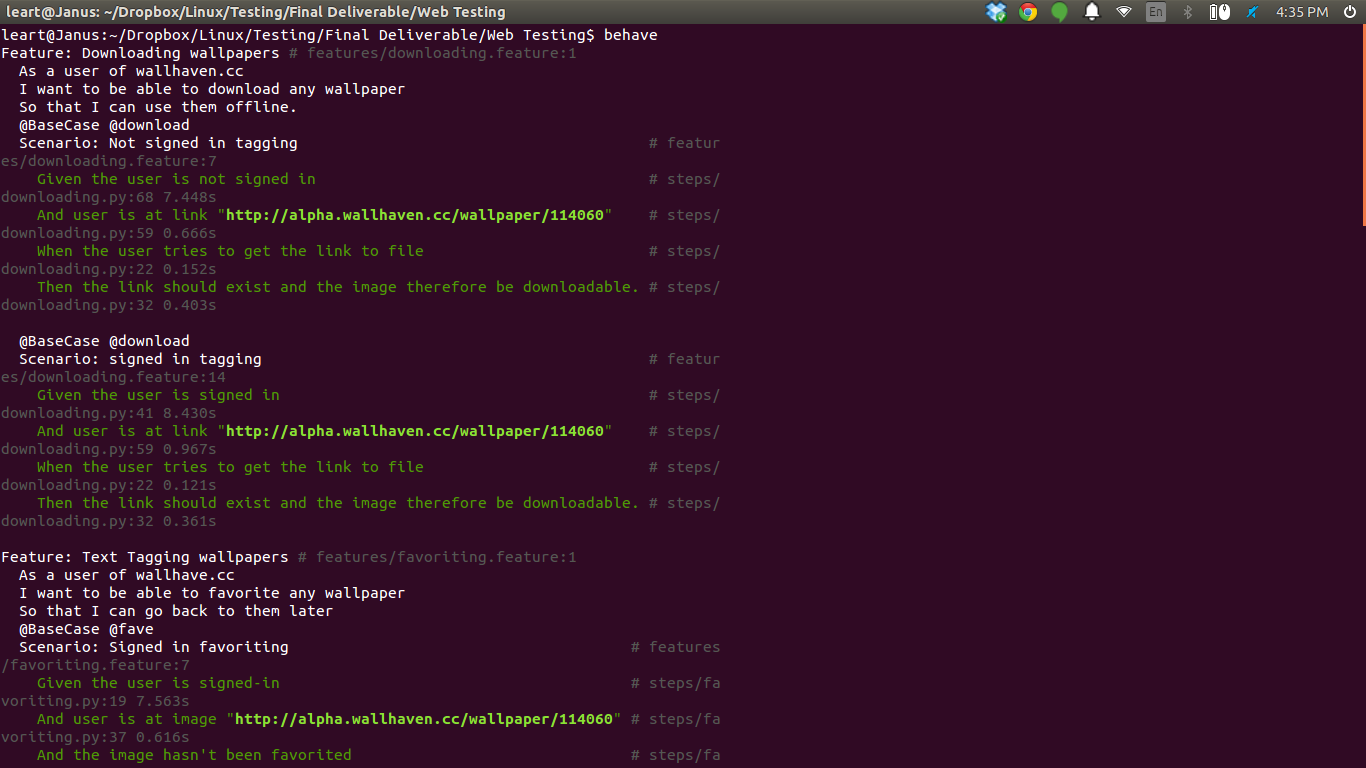 leart@Janus: ~/Dropbox/Linux/Testing/Final Deliverable/Web Testing
En
4:35 PM
leart@Janus:~/Dropbox/Linux/Testing/Final Deliverable/Web Testing$ behave
Feature: Downloading wallpapers # features/downloading.feature:1
  As a user of wallhaven.cc
  I want to be able to download any wallpaper
  So that I can use them offline.
  @BaseCase @download
  Scenario: Not signed in tagging                                       # featur
es/downloading.feature:7
    Given the user is not signed in                                     # steps/
downloading.py:68 7.448s
    And user is at link "http://alpha.wallhaven.cc/wallpaper/114060"    # steps/
downloading.py:59 0.666s
    When the user tries to get the link to file                         # steps/
downloading.py:22 0.152s
    Then the link should exist and the image therefore be downloadable. # steps/
downloading.py:32 0.403s

  @BaseCase @download
  Scenario: signed in tagging                                           # featur
es/downloading.feature:14
    Given the user is signed in                                         # steps/
downloading.py:41 8.430s
    And user is at link "http://alpha.wallhaven.cc/wallpaper/114060"    # steps/
downloading.py:59 0.967s
    When the user tries to get the link to file                         # steps/
downloading.py:22 0.121s
    Then the link should exist and the image therefore be downloadable. # steps/
downloading.py:32 0.361s

Feature: Text Tagging wallpapers # features/favoriting.feature:1
  As a user of wallhave.cc
  I want to be able to favorite any wallpaper
  So that I can go back to them later
  @BaseCase @fave
  Scenario: Signed in favoriting                                      # features
/favoriting.feature:7
    Given the user is signed-in                                       # steps/fa
voriting.py:19 7.563s
    And user is at image "http://alpha.wallhaven.cc/wallpaper/114060" # steps/fa
voriting.py:37 0.616s
    And the image hasn't been favorited                               # steps/fa